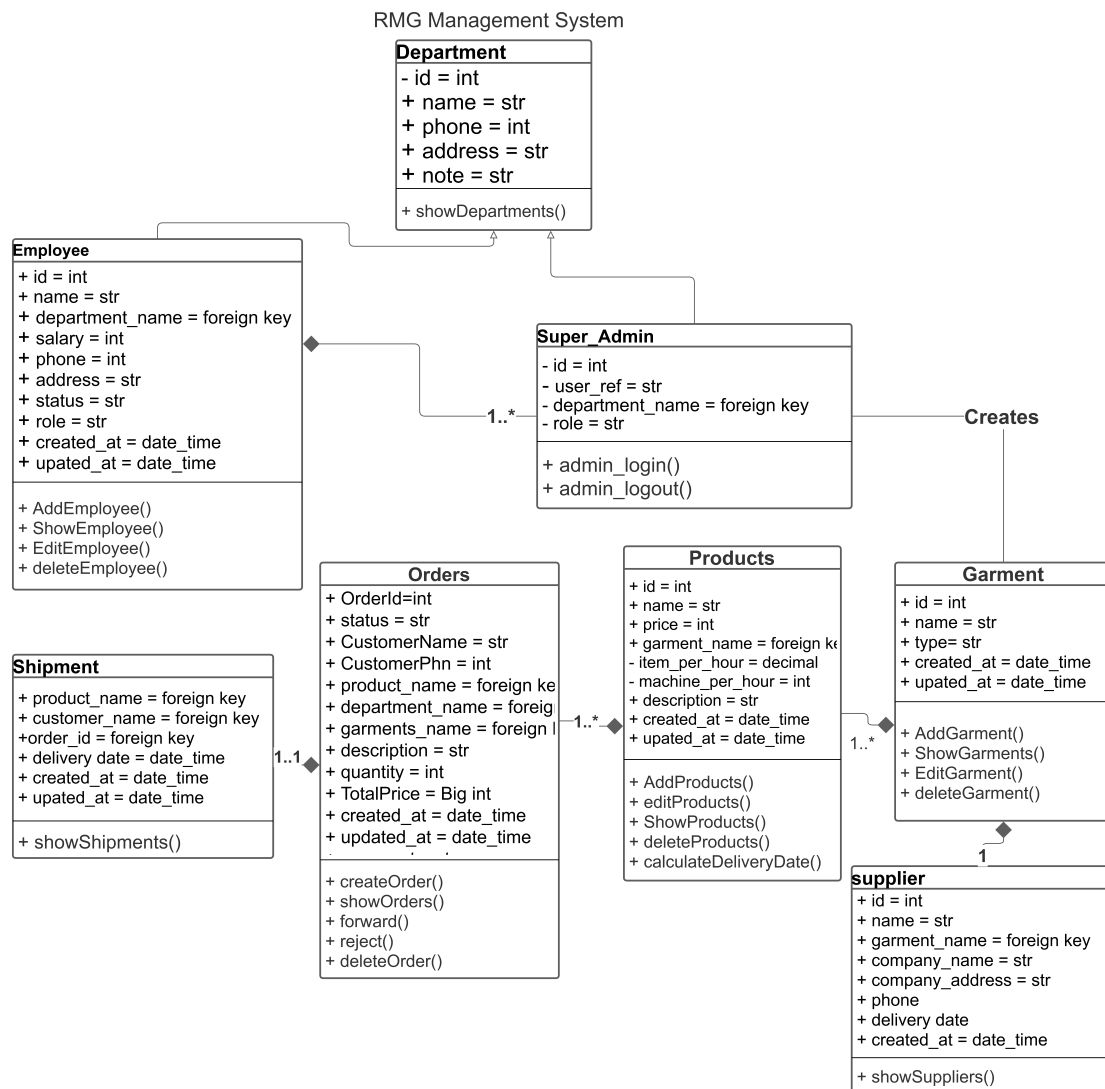 RMG Management System
Department
- id = int
+ name = str
+ phone = int
+ address = str
+ note = str
+ showDepartments()
Employee
+ id = int
+ name = str
+ department_name = foreign key
+ salary = int
+ phone = int
+ address = str
+ status = str
+ role = str
+ created_at = date_time
+ upated_at = date_time
+ AddEmployee()
+ ShowEmployee()
+ EditEmployee()
+ deleteEmployee()
1..*
Super_Admin
- id = int
- user_ref = str
- department_name = foreign key
- role = str
+ admin_login()
+ admin_logout()
Creates
Shipment
+ product_name = foreign key
+ customer_name = foreign key
+order_id = foreign key
+ delivery date = date_time
+ created_at = date_time
+ upated_at = date_time
+ showShipments()
1..1
Orders
+ OrderId=int
+ status = str
+ CustomerName = str
+ CustomerPhn = int
+ product_name = foreign ke
+ department_name = foreig
+ garments_name = foreign
+ description = str
+ quantity = int
+ TotalPrice = Big int
+ created_at = date_time
+ updated_at = date_time
+ createOrder()
+ showOrders()
+ forward()
+ reject()
+ deleteOrder()
1..*
Products
+ id = int
+ name = str
+ price = int
+ garment_name = foreign ke
- item_per_hour = decimal
- machine_per_hour = int
+ description = str
+ created_at = date_time
+ upated_at = date_time
+ AddProducts()
+ editProducts()
+ ShowProducts()
+ deleteProducts()
+ calculateDeliveryDate()
1..*
Garment
+ id = int
+ name = str
+ type= str
+ created_at = date_time
+ upated_at = date_time
+ AddGarment()
+ ShowGarments()
+ EditGarment()
+ deleteGarment()
1
supplier
+ id = int
+ name = str
+ garment_name = foreign key
+ company_name = str
+ company_address = str
+ phone
+ delivery date
+ created_at = date_time
+ showSuppliers()